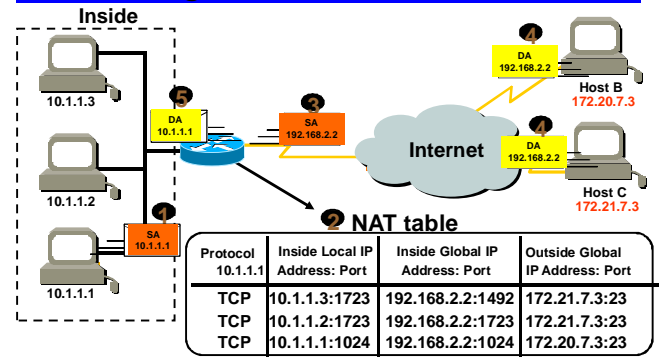 Inside
10.1.1.3
10.1.1.2
10.1.1.1
1
SA
10.1.1.1
5
DA
10.1.1.1
3
SA
192.168.2.2
Internet
4
DA
192.168.2.2
Host B
172.20.7.3
4
DA
192.168.2.2
Host C
172.21.7.3
2 NAT table
Protocol
10.1.1.1
Inside Local IP
Address: Port
Inside Global IP
Address: Port
Outside Global
IP Address: Port
TCP 10.1.1.3:1723 192.168.2.2:1492 172.21.7.3:23
TCP 10.1.1.2:1723 192.168.2.2:1723 172.21.7.3:23
TCP 10.1.1.1:1024 192.168.2.2:1024 172.20.7.3:23